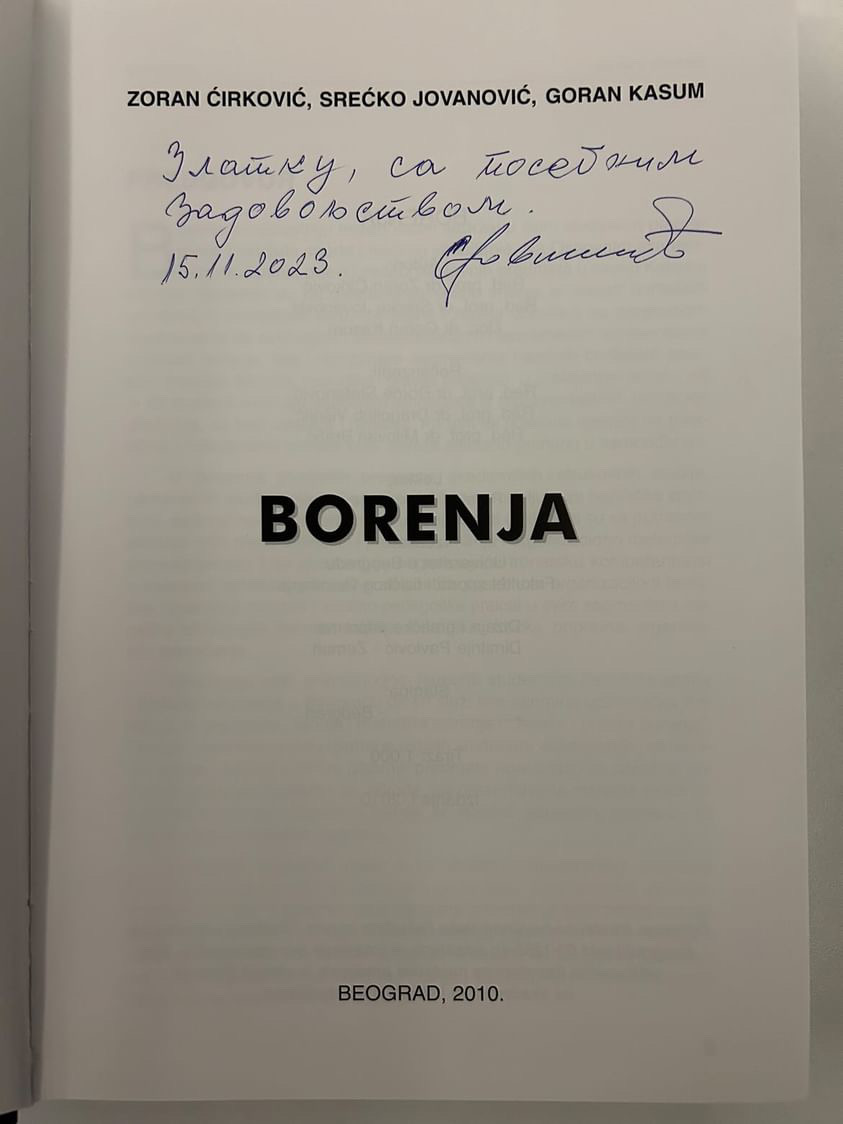 ZORAN ĆIRKOVIĆ, SREĆKO JOVANOVIĆ, GORAN KASUM
Златку, са посебним
задовољством.
15.11.2023.
BORENJA
BEOGRAD, 2010.